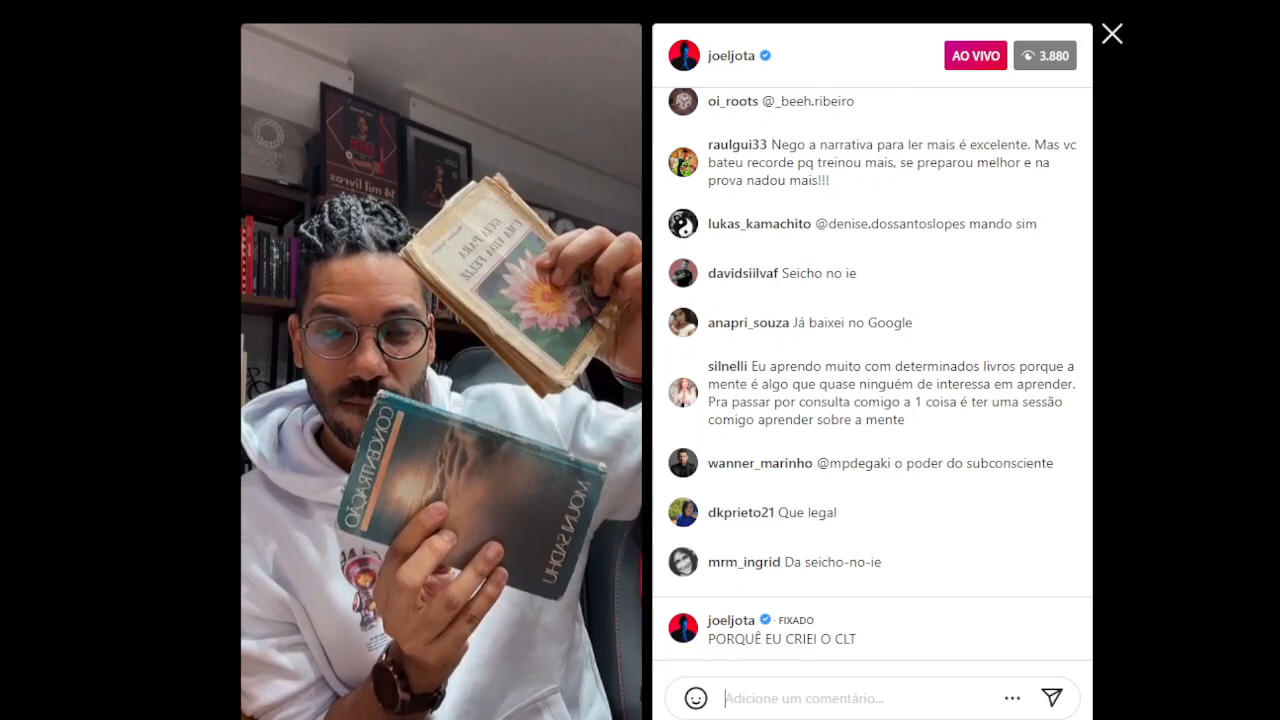 joeljota
AO VIVO
3.880
oi_roots @_beeh.ribeiro
raulgui33 Nego a narrativa para ler mais é excelente. Mas vc
bateu recorde pq treinou mais, se preparou melhor e na
prova nadou mais!!!
lukas_kamachito @denise.dossantoslopes mando sim
davidsiilvaf Seicho no ie
anapri_souza Já baixei no Google
silnelli Eu aprendo muito com determinados livros porque a
mente é algo que quase ninguém de interessa em aprender.
Pra passar por consulta comigo a 1 coisa é ter uma sessão
comigo aprender sobre a mente
wanner_marinho @mpdegaki o poder do subconsciente
dkprieto21 Que legal
mrm_ingrid Da seicho-no-ie
joeljota · FIXADO
PORQUÊ EU CRIEI O CLT
Adicione um comentário...
14 mil livros
GUIA PARA
UMA VIDA FELIZ
CONCENTRAÇÃO
MOUNI SADHU